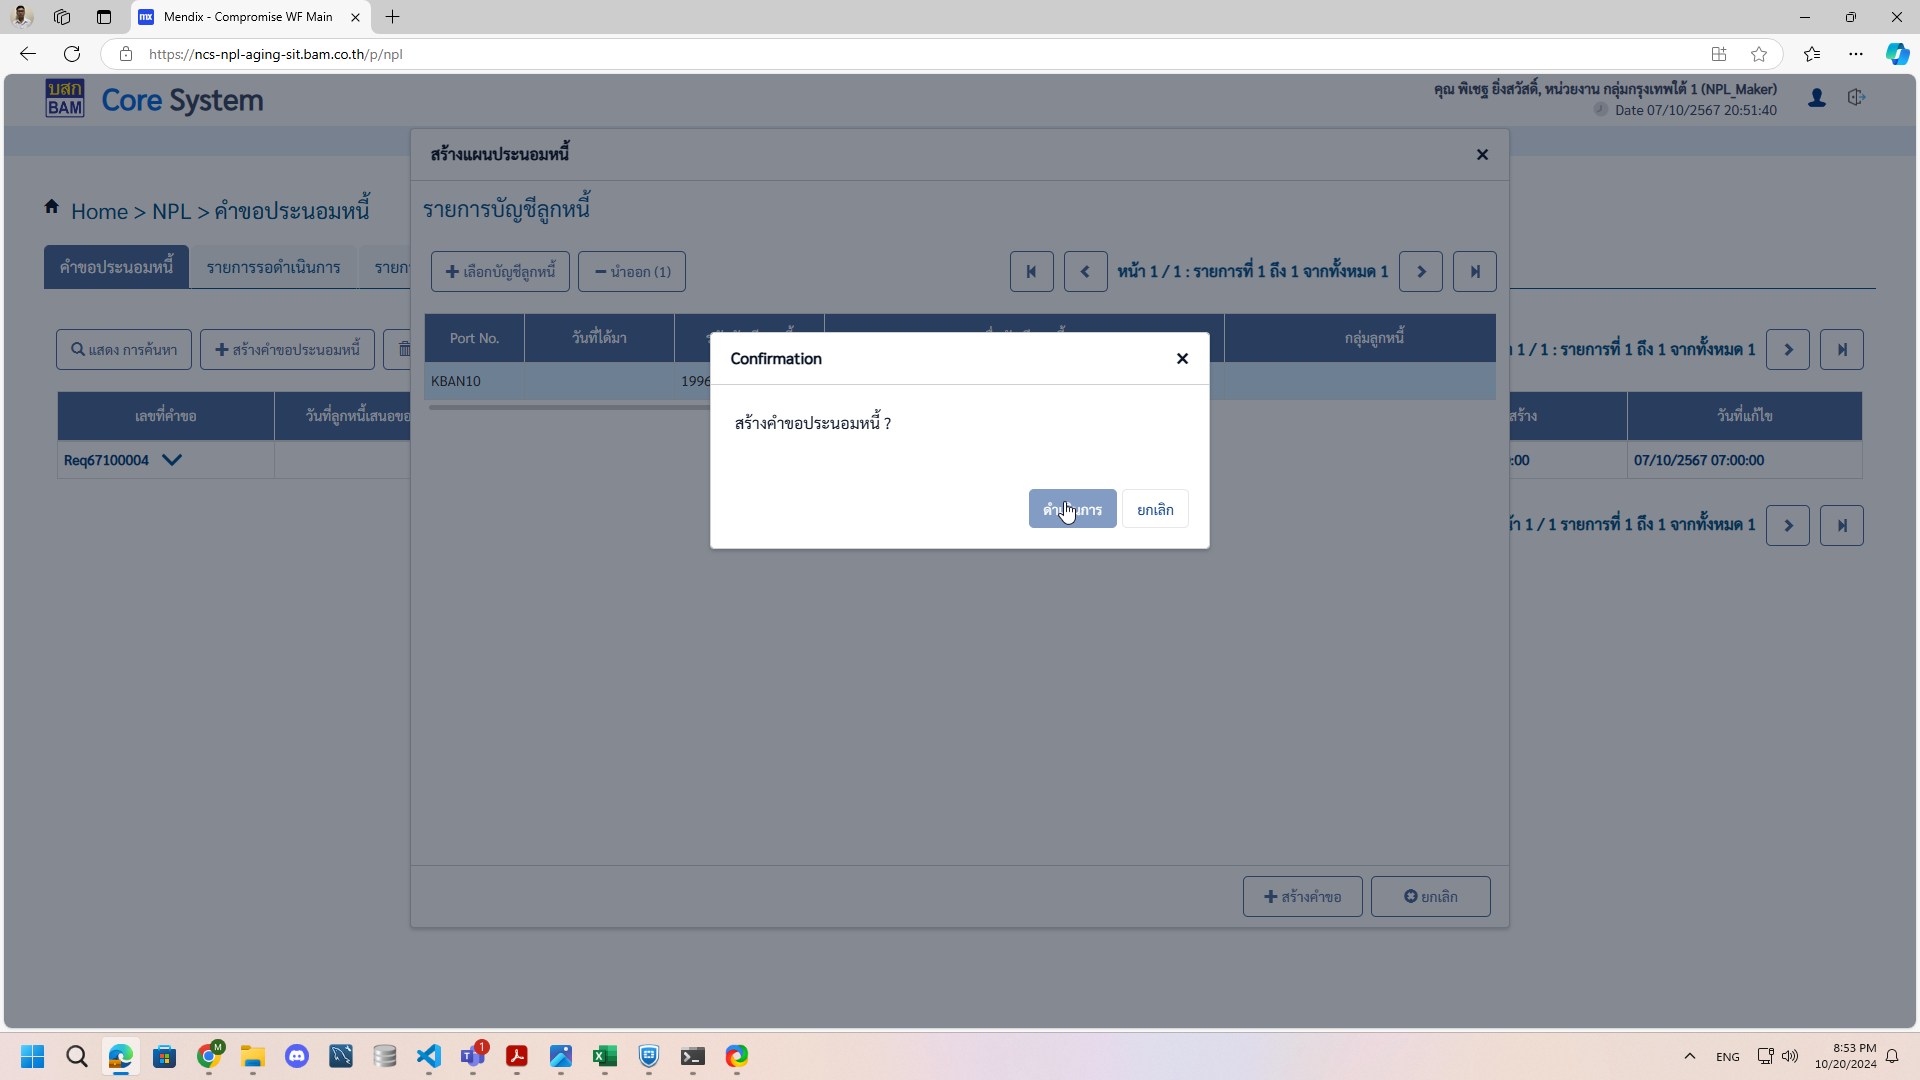 Mendix - Compromise WF Main
https://ncs-npl-aging-sit.bam.co.th/p/npl
บสก
BAM
Core System
คุณ พิเชฐ ยิ่งสวัสดิ์, หน่วยงาน กลุ่มกรุงเทพใต้ 1 (NPL_Maker)
Date 07/10/2567 20:51:40
สร้างแผนประนอมหนี้
Home > NPL > คำขอประนอมหนี้
รายการบัญชีลูกหนี้
คำขอประนอมหนี้
รายการรอดำเนินการ
เลือกบัญชีลูกหนี้
นำออก (1)
หน้า 1 / 1 : รายการที่ 1 ถึง 1 จากทั้งหมด 1
แสดง การค้นหา
สร้างคำขอประนอมหนี้
1 / 1 : รายการที่ 1 ถึง 1 จากทั้งหมด 1
Port No.
วันที่ได้มา
กลุ่มลูกหนี้
KBAN10
1996
Confirmation
สร้างคำขอประนอมหนี้ ?
ดำเนินการ
ยกเลิก
เลขที่คำขอ
วันที่ลูกหนี้เสนอขอ
สร้าง
วันที่แก้ไข
Req67100004
:00
07/10/2567 07:00:00
1 / 1 รายการที่ 1 ถึง 1 จากทั้งหมด 1
สร้างคำขอ
ยกเลิก
M
1
ENG
8:53 PM
10/20/2024